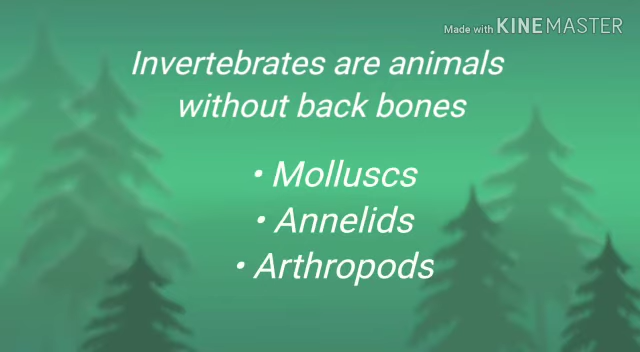 Made with KINEMASTER
Invertebrates are animals
without back bones
• Molluscs
• Annelids
• Arthropods